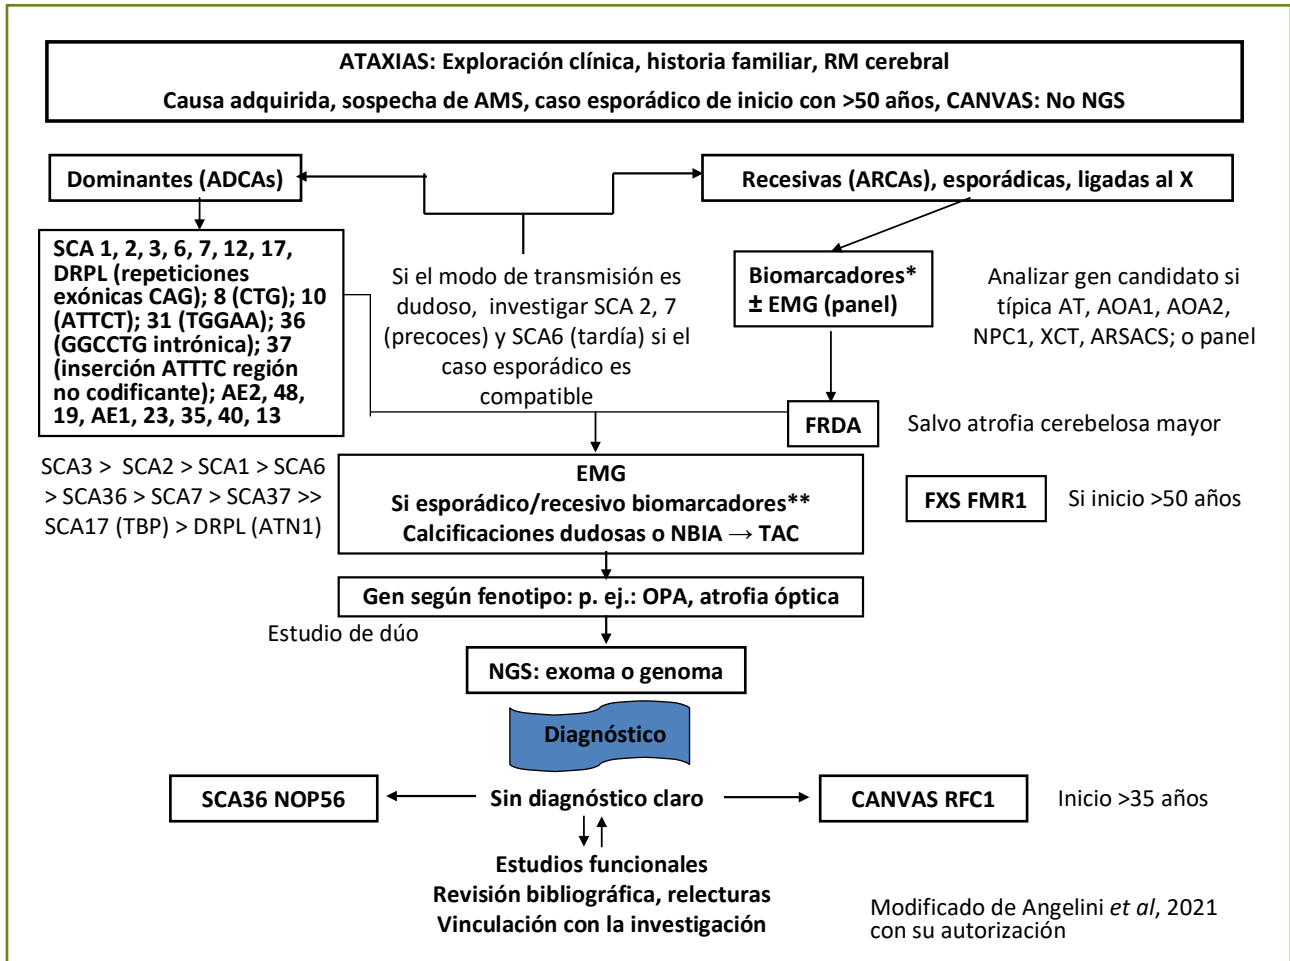 ATAXIAS: Exploración clínica, historia familiar, RM cerebral
Causa adquirida, sospecha de AMS, caso esporádico de inicio con >50 años, CANVAS: No NGS
Dominantes (ADCAs)
Recesivas (ARCAs), esporádicas, ligadas al X
SCA 1, 2, 3, 6, 7, 12, 17,
DRPL (repeticiones
exónicas CAG); 8 (CTG); 10
(ATTCT); 31 (TGGAA); 36
(GGCCTG intrónica); 37
(inserción ATTTC región
no codificante); AE2, 48,
19, AE1, 23, 35, 40, 13
Si el modo de transmisión es
dudoso, investigar SCA 2, 7
(precoces) y SCA6 (tardía) si el
caso esporádico es
compatible
Biomarcadores*
± EMG (panel)
Analizar gen candidato si
típica AT, AOA1, AOA2,
NPC1, XCT, ARSACS; o panel
FRDA
Salvo atrofia cerebelosa mayor
SCA3 > SCA2 > SCA1 > SCA6
> SCA36 > SCA7 > SCA37 >>
SCA17 (TBP) > DRPL (ATN1)
EMG
Si esporádico/recesivo biomarcadores**
Calcificaciones dudosas o NBIA → TAC
FXS FMR1
Si inicio >50 años
Gen según fenotipo: p. ej.: OPA, atrofia óptica
Estudio de dúo
NGS: exoma o genoma
Diagnóstico
SCA36 NOP56
Sin diagnóstico claro
CANVAS RFC1
Inicio >35 años
Estudios funcionales
Revisión bibliográfica, relecturas
Vinculación con la investigación
Modificado de Angelini et al, 2021
con su autorización